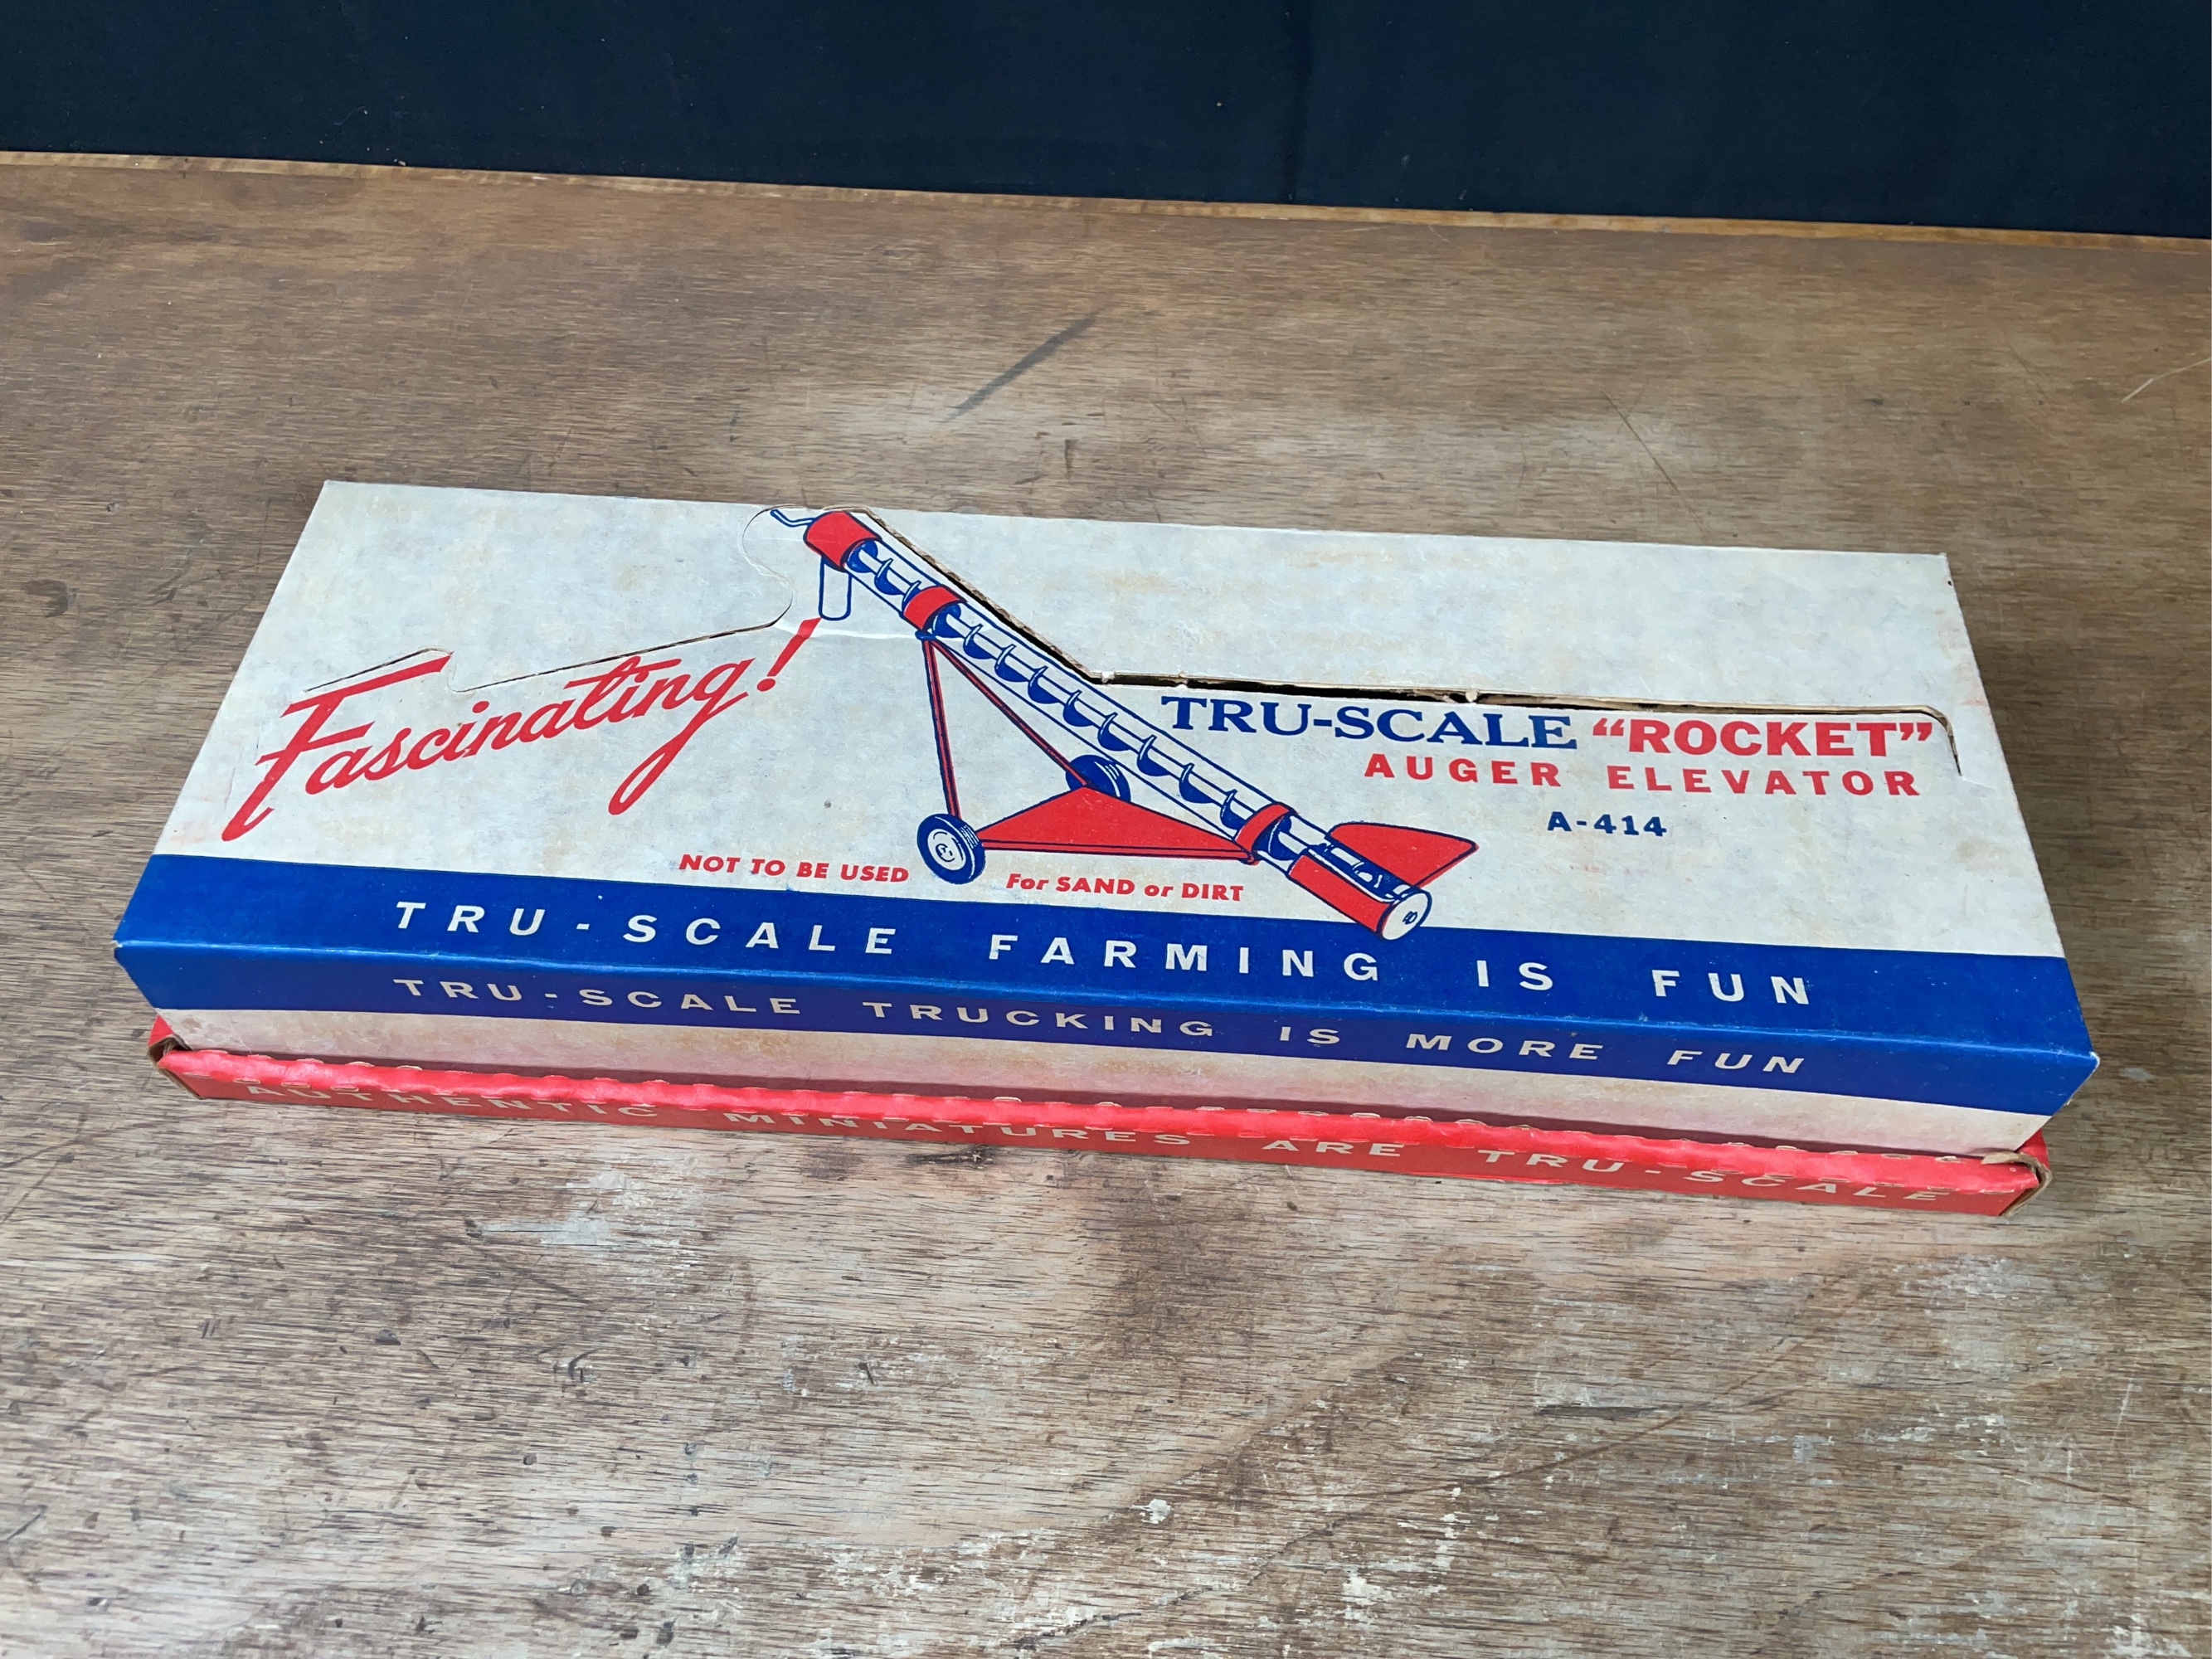 Fascinating!
TRU-SCALE “ROCKET”
AUGER ELEVATOR
A-414
NOT TO BE USED For SAND or DIRT
TRU-SCALE FARMING IS FUN
TRU-SCALE TRUCKING IS MORE FUN
AUTHENTIC MINIATURES ARE TRU-SCALE